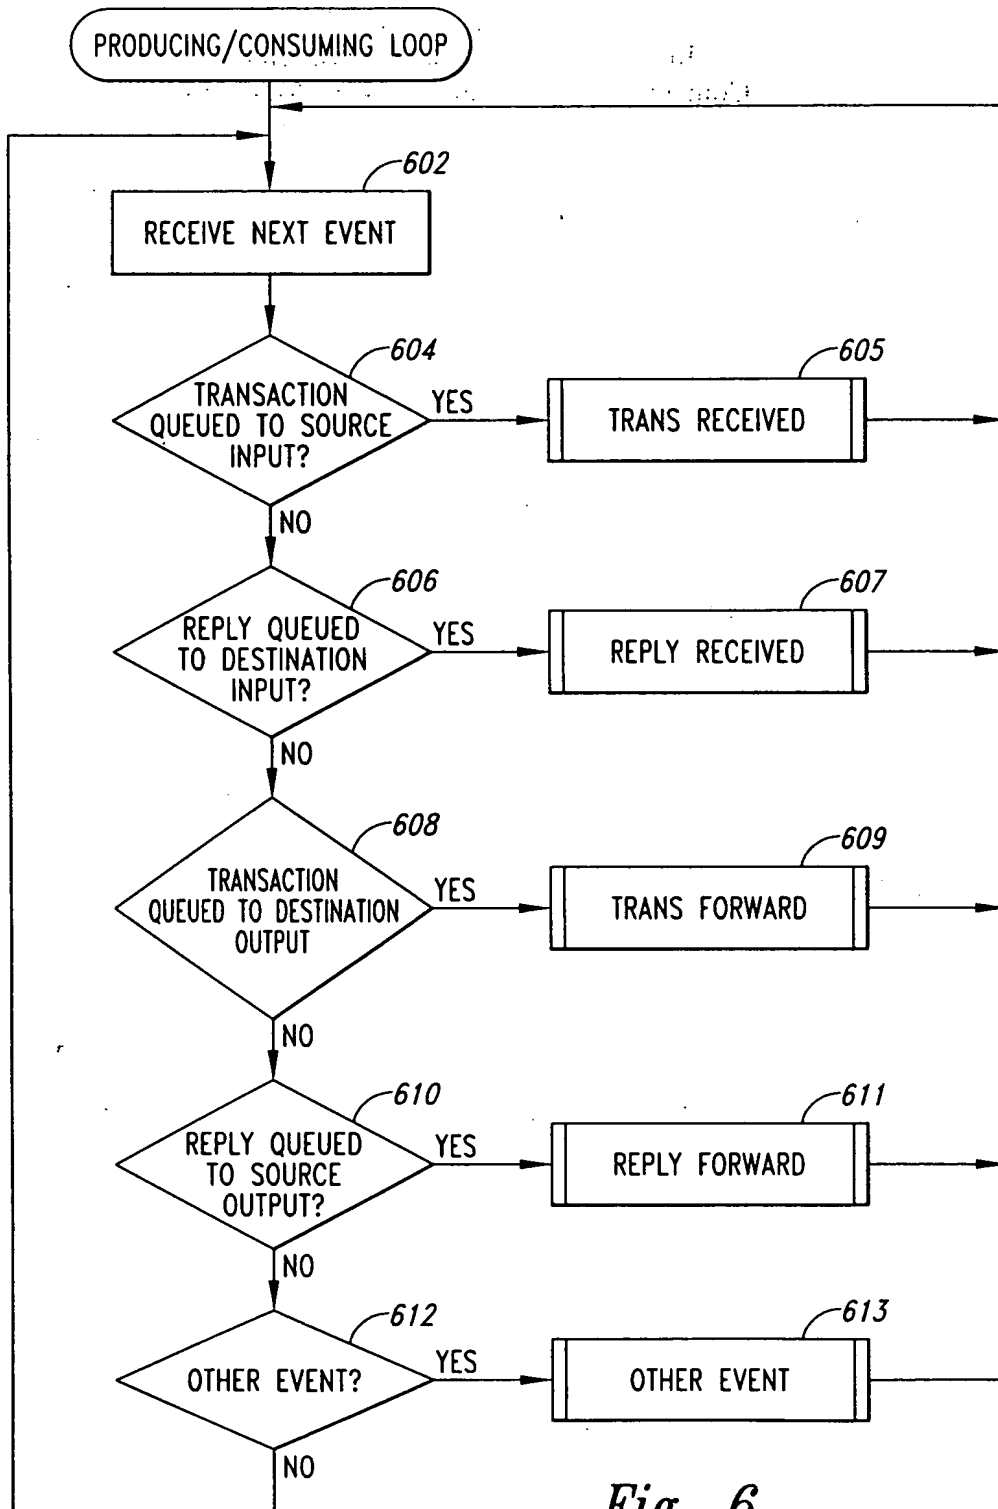 PRODUCING/CONSUMING LOOP
602
RECEIVE NEXT EVENT
604
TRANSACTION
QUEUED TO SOURCE
INPUT?
YES
605
TRANS RECEIVED
NO
606
REPLY QUEUED
TO DESTINATION
INPUT?
YES
607
REPLY RECEIVED
NO
608
TRANSACTION
QUEUED TO DESTINATION
OUTPUT
YES
609
TRANS FORWARD
NO
610
REPLY QUEUED
TO SOURCE
OUTPUT?
YES
611
REPLY FORWARD
NO
612
OTHER EVENT?
YES
613
OTHER EVENT
NO
Fig. 6